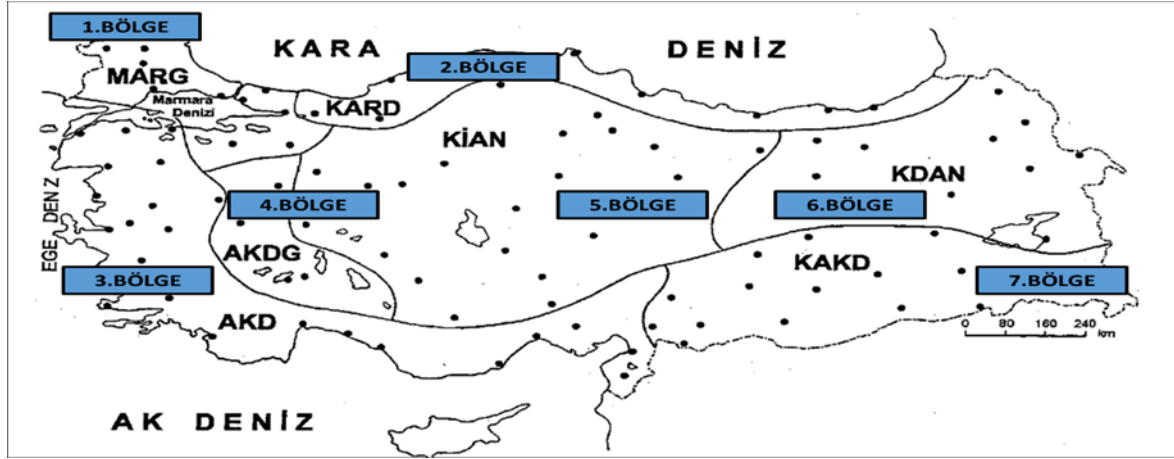 1.BÖLGE
KARA
DENİZ
2.BÖLGE
MARG
Marmara
Denizi
KARD
KİAN
KDAN
EGE DENZ
4.BÖLGE
5.BÖLGE
6.BÖLGE
AKDG
KAKD
3.BÖLGE
7.BÖLGE
AKD
0 80 160 240
km
AK DENİZ